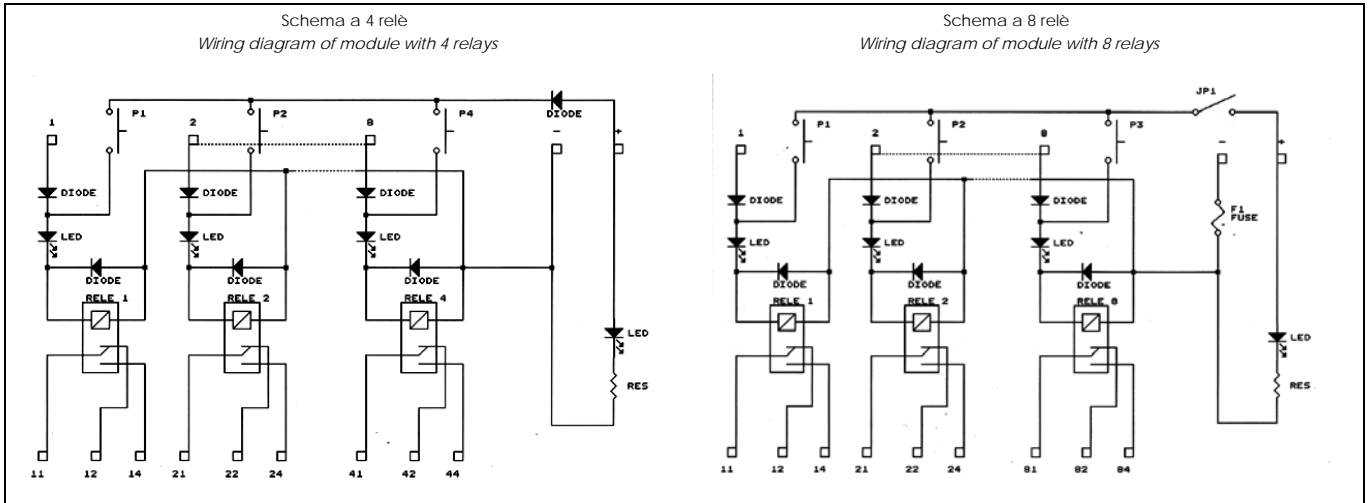 Schema a 4 relè
Wiring diagram of module with 4 relays
1
P1
2
P2
8
P4
DIODE
-
+
DIODE
DIODE
DIODE
LED
LED
LED
DIODE
DIODE
DIODE
RELE 1
RELE 2
RELE 4
LED
RES
11
12
14
21
22
24
41
42
44
Schema a 8 relè
Wiring diagram of module with 8 relays
JP1
1
P1
2
P2
8
P3
-
+
DIODE
DIODE
DIODE
F1
FUSE
LED
LED
LED
DIODE
DIODE
DIODE
RELE 1
RELE 2
RELE 8
LED
RES
11
12
14
21
22
24
81
82
84